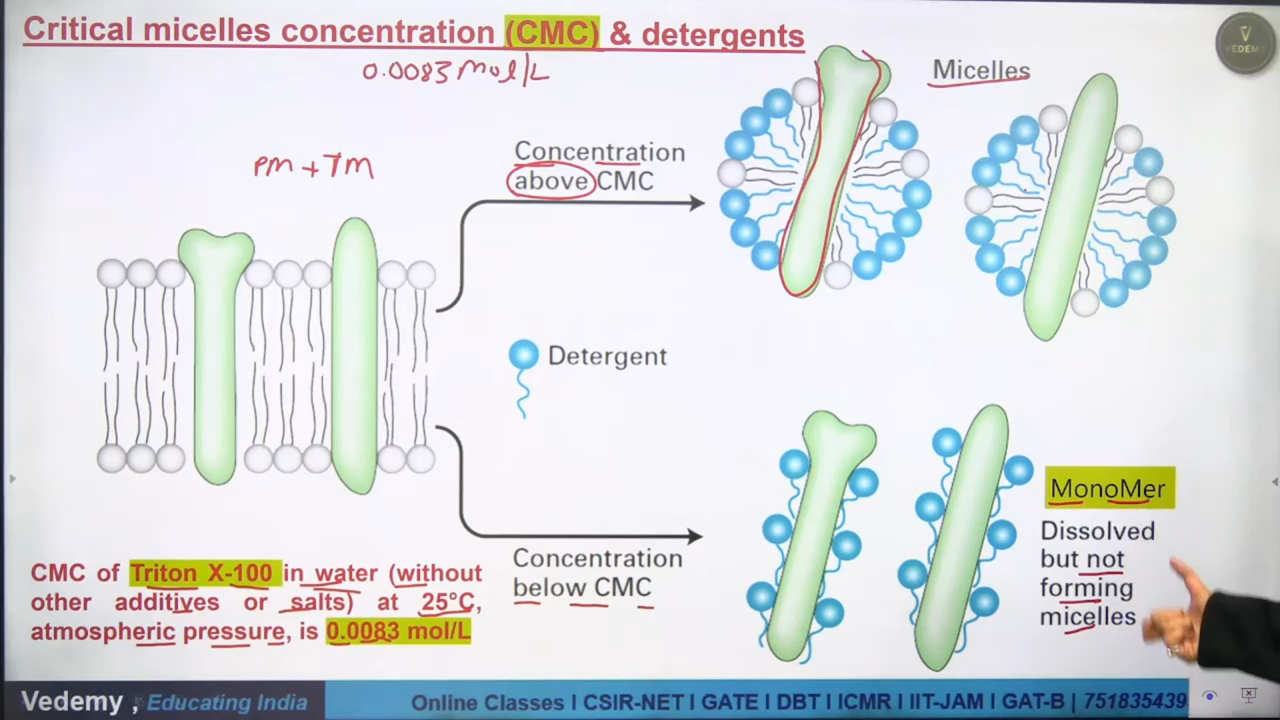 Critical micelles concentration (CMC) & detergents
0.0083 mol/L
Micelles
VEDEMY
PM + TM
Concentration
above CMC
Detergent
MonoMer
Dissolved
but not
forming
micelles
Concentration
below CMC
CMC of Triton X-100 in water (without
other additives or salts) at 25°C,
atmospheric pressure, is 0.0083 mol/L
Vedemy , Educating India
Online Classes I CSIR-NET I GATE I DBT I ICMR I IIT-JAM I GAT-B | 751835439